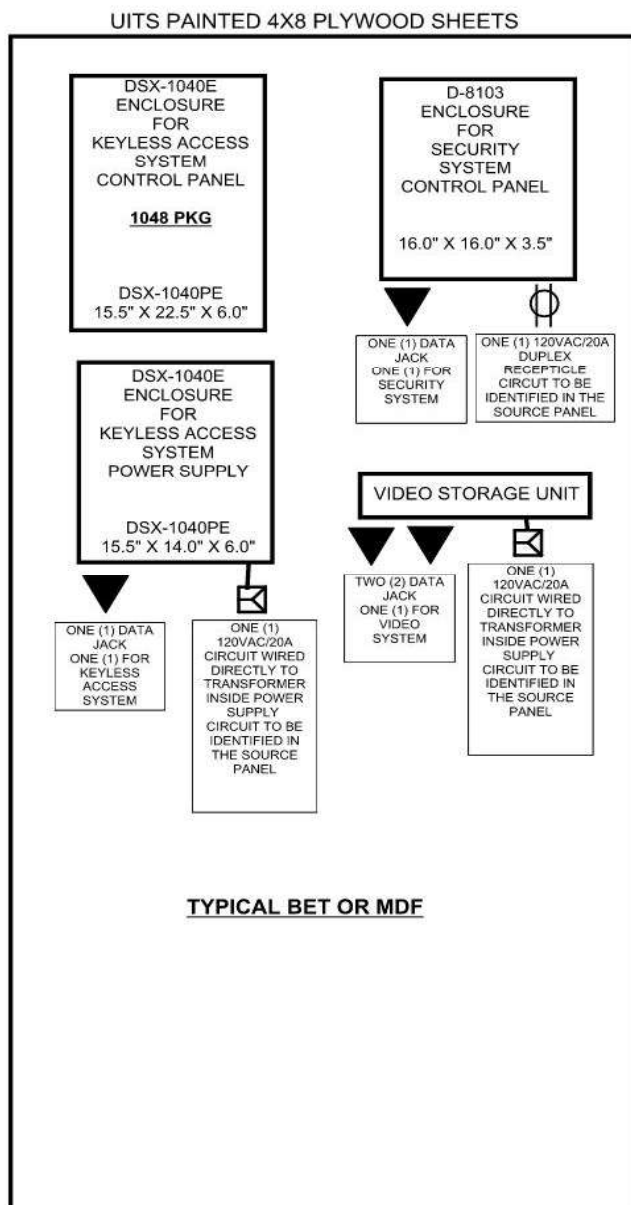 UITS PAINTED 4X8 PLYWOOD SHEETS
DSX-1040E
ENCLOSURE
FOR
KEYLESS ACCESS
SYSTEM
CONTROL PANEL
1048 PKG
DSX-1040PE
15.5" X 22.5" X 6.0"
D-8103
ENCLOSURE
FOR
SECURITY
SYSTEM
CONTROL PANEL
16.0" X 16.0" X 3.5"
ONE (1) DATA
JACK
ONE (1) FOR
SECURITY
SYSTEM
ONE (1) 120VAC/20A
DUPLEX
RECEPTICLE
CIRCUT TO BE
IDENTIFIED IN THE
SOURCE PANEL
DSX-1040E
ENCLOSURE
FOR
KEYLESS ACCESS
SYSTEM
POWER SUPPLY
DSX-1040PE
15.5" X 14.0" X 6.0"
VIDEO STORAGE UNIT
ONE (1) DATA
JACK
ONE (1) FOR
KEYLESS
ACCESS
SYSTEM
ONE (1)
120VAC/20A
CIRCUIT WIRED
DIRECTLY TO
TRANSFORMER
INSIDE POWER
SUPPLY
CIRCUIT TO BE
IDENTIFIED IN
THE SOURCE
PANEL
TWO (2) DATA
JACK
ONE (1) FOR
VIDEO
SYSTEM
ONE (1)
120VAC/20A
CIRCUIT WIRED
DIRECTLY TO
TRANSFORMER
INSIDE POWER
SUPPLY
CIRCUIT TO BE
IDENTIFIED IN
THE SOURCE
PANEL
TYPICAL BET OR MDF